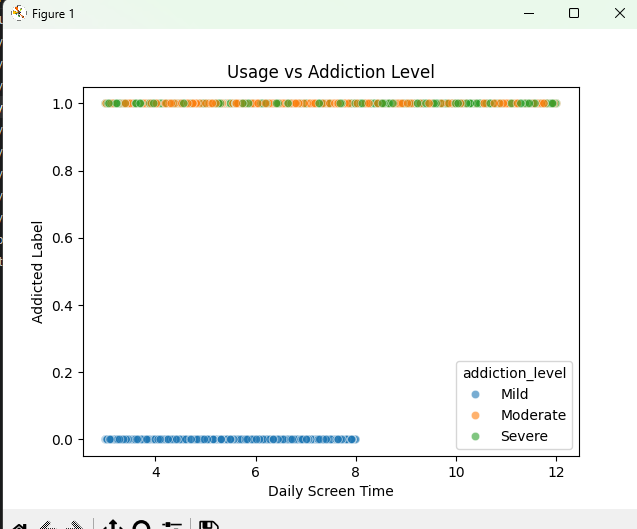 Figure 1
Usage vs Addiction Level
1.0
0.8
0.6
0.4
0.2
0.0
Addicted Label
4
6
8
10
12
Daily Screen Time
addiction_level
Mild
Moderate
Severe